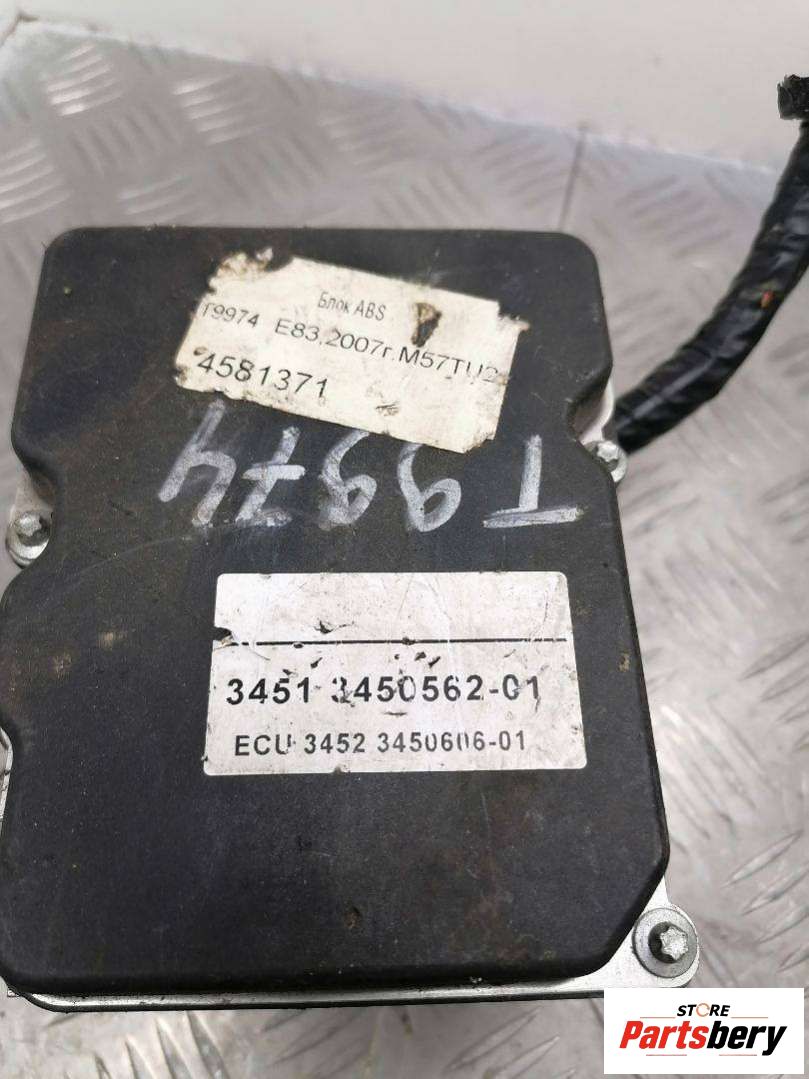 Блок ABS
T9974 E83,2007г.M57TU2
4581371
T9974
3451 3450562-01
ECU 3452 3450606-01
STORE
Partsbery